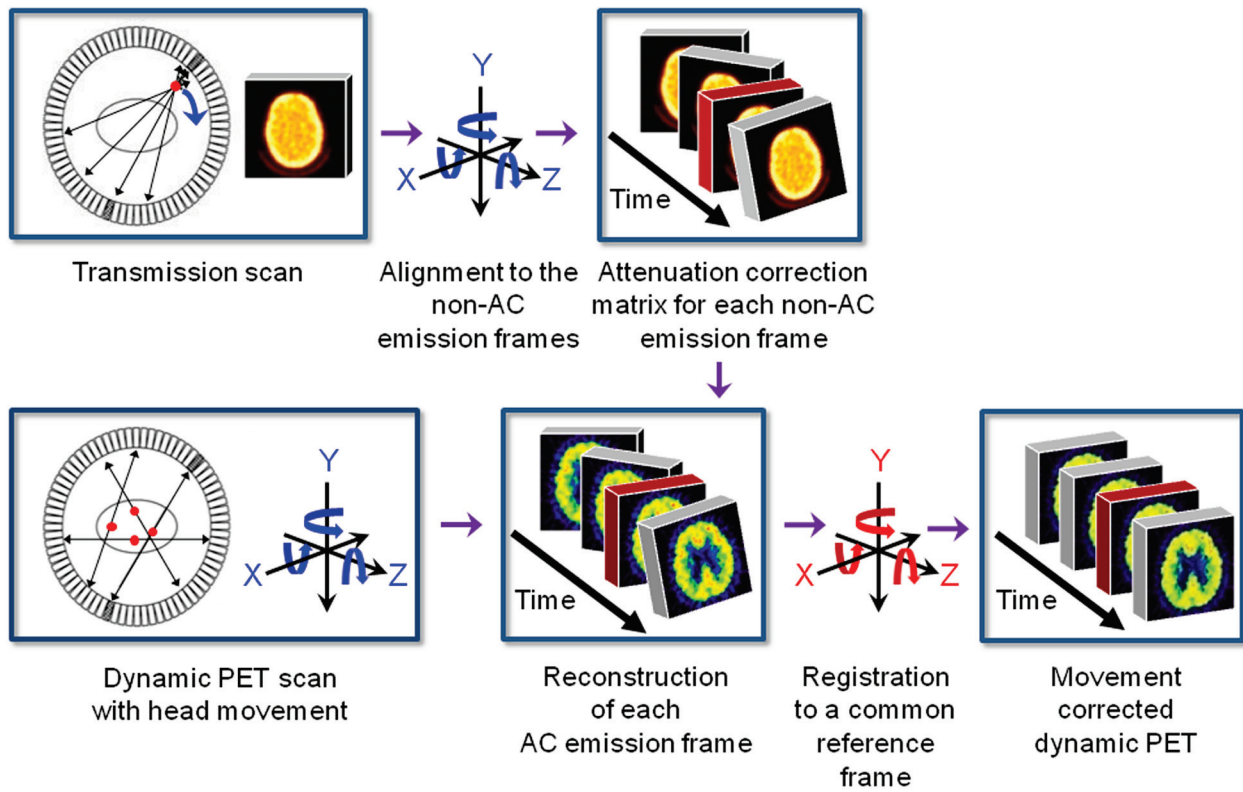 Y
X
Z
Time
Transmission scan
Alignment to the
non-AC
emission frames
Attenuation correction
matrix for each non-AC
emission frame
Y
X
Z
Time
Y
X
Z
Time
Dynamic PET scan
with head movement
Reconstruction
of each
AC emission frame
Registration
to a common
reference
frame
Movement
corrected
dynamic PET